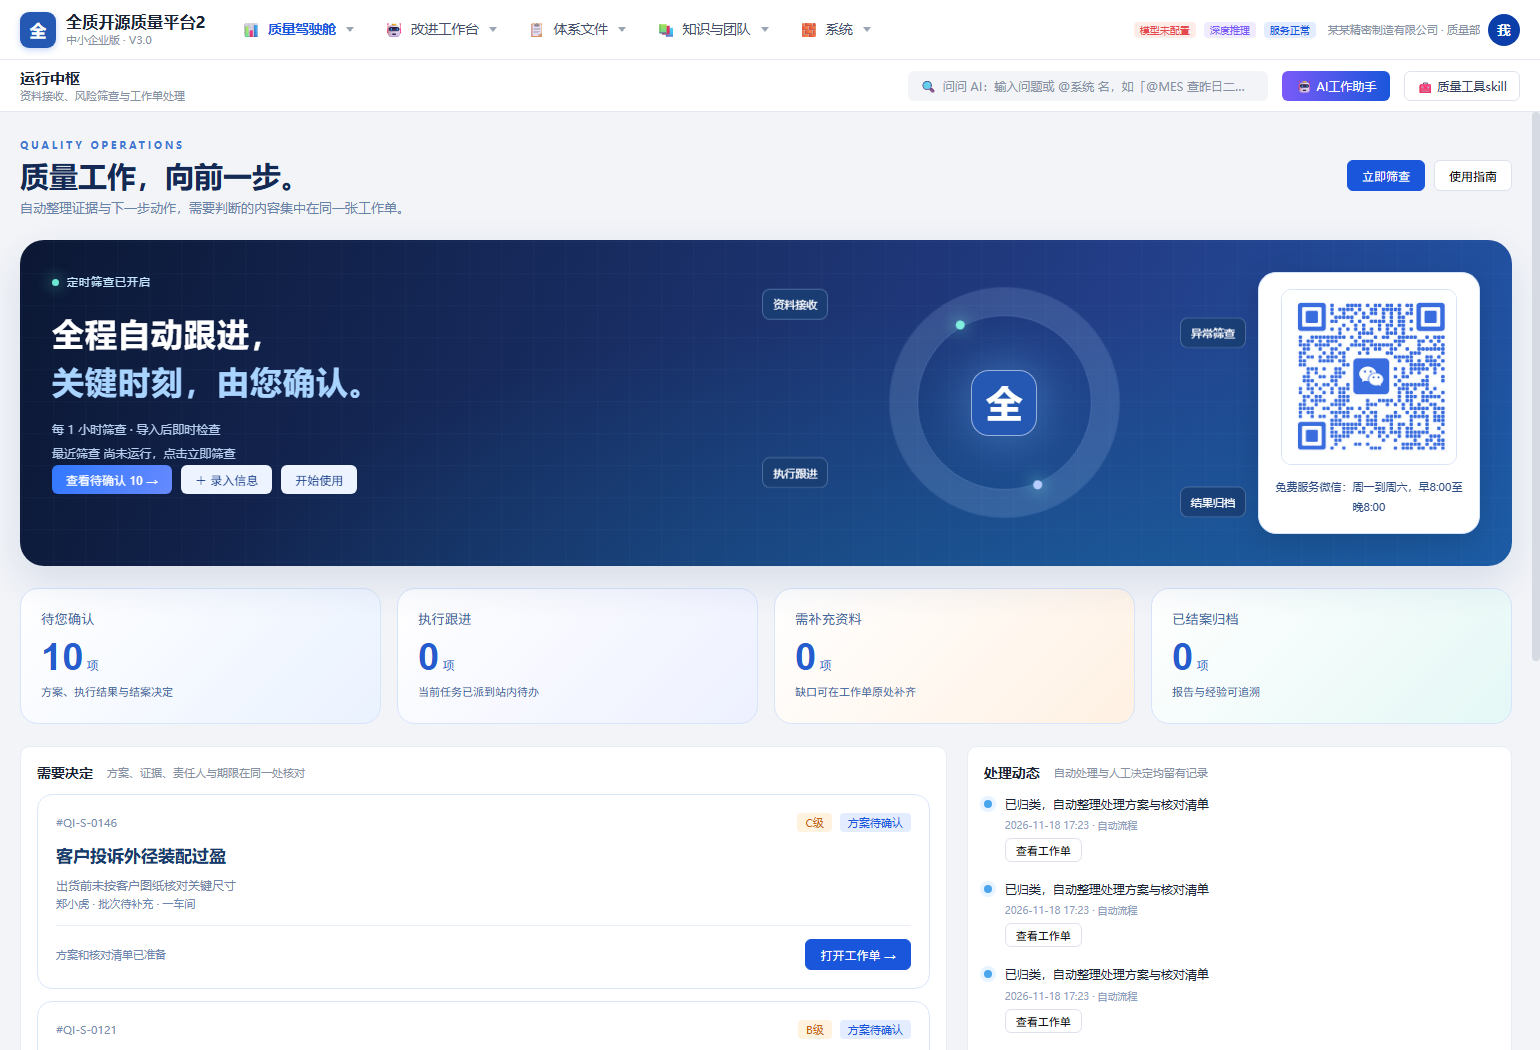 全
全质开源质量平台2
中小企业版 · V3.0
质量驾驶舱
改进工作台
体系文件
知识与团队
系统
模型未配置
深度推理
服务正常
某某精密制造有限公司 · 质量部
我
运行中枢
资料接收、风险筛查与工作单处理
问问 AI：输入问题或 @系统 名，如「@MES 查昨日二...
AI工作助手
质量工具skill
QUALITY OPERATIONS
质量工作，向前一步。
自动整理证据与下一步动作，需要判断的内容集中在同一张工作单。
立即筛查
使用指南
定时筛查已开启
全程自动跟进，
关键时刻，由您确认。
每 1 小时筛查 · 导入后即时检查
最近筛查 尚未运行，点击立即筛查
查看待确认 10 →
＋ 录入信息
开始使用
资料接收
异常筛查
全
执行跟进
结果归档
免费服务微信：周一到周六，早8:00至
晚8:00
待您确认
10 项
方案、执行结果与结案决定
执行跟进
0 项
当前任务已派到站内待办
需补充资料
0 项
缺口可在工作单原处补齐
已结案归档
0 项
报告与经验可追溯
需要决定
方案、证据、责任人与期限在同一处核对
#QI-S-0146
C级
方案待确认
客户投诉外径装配过盈
出货前未按客户图纸核对关键尺寸
郑小虎 · 批次待补充 · 一车间
方案和核对清单已准备
打开工作单 →
#QI-S-0121
B级
方案待确认
处理动态
自动处理与人工决定均留有记录
已归类，自动整理处理方案与核对清单
2026-11-18 17:23 · 自动流程
查看工作单
已归类，自动整理处理方案与核对清单
2026-11-18 17:23 · 自动流程
查看工作单
已归类，自动整理处理方案与核对清单
2026-11-18 17:23 · 自动流程
查看工作单